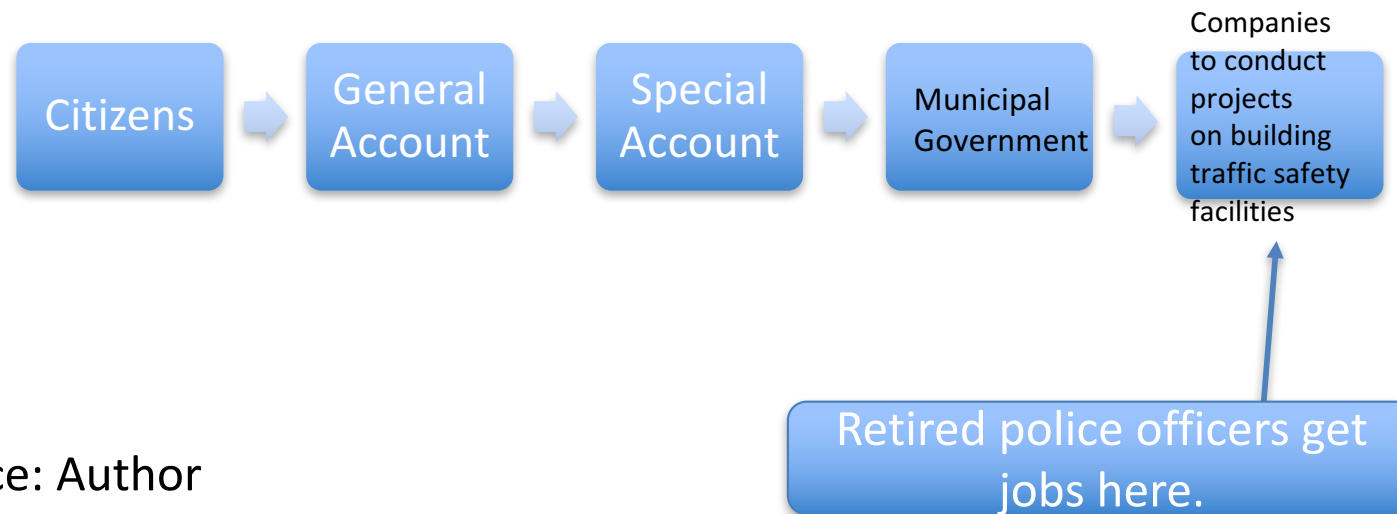 Citizens
General
Account
Special
Account
Municipal
Government
Companies
to conduct
projects
on building
traffic safety
facilities
Retired police officers get
jobs here.
ce: Author